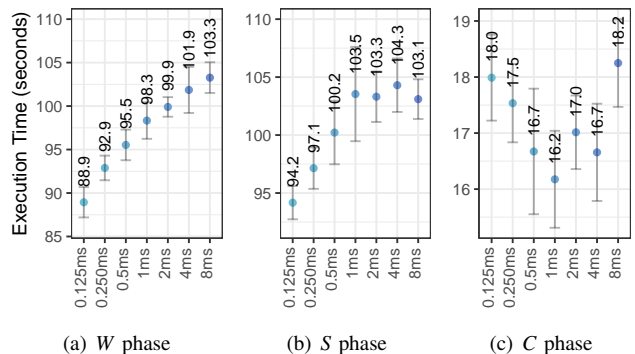 Execution Time (seconds)
110
105
100
95
90
85
88.9
92.9
95.5
98.3
99.9
101.9
103.3
0.125ms
0.250ms
0.5ms
1ms
2ms
4ms
8ms
(a) W phase
110
105
100
95
94.2
97.1
100.2
103.5
103.3
104.3
103.1
0.125ms
0.250ms
0.5ms
1ms
2ms
4ms
8ms
(b) S phase
19
18
17
16
18.0
17.5
16.7
16.2
17.0
16.7
18.2
0.125ms
0.250ms
0.5ms
1ms
2ms
4ms
8ms
(c) C phase